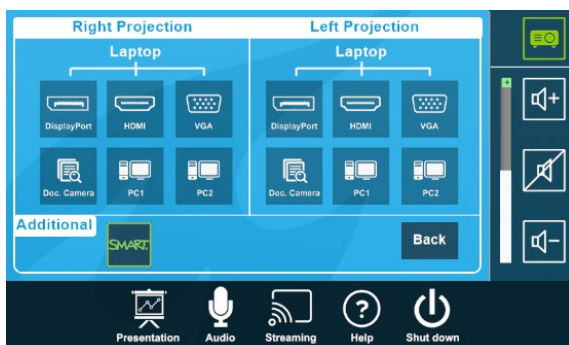 Right Projection
Left Projection
Laptop
Laptop
DisplayPort HDMI VGA
DisplayPort HDMI VGA
Doc. Camera PC1 PC2
Doc. Camera PC1 PC2
Additional
SMART.
Back
Presentation Audio Streaming Help Shut down